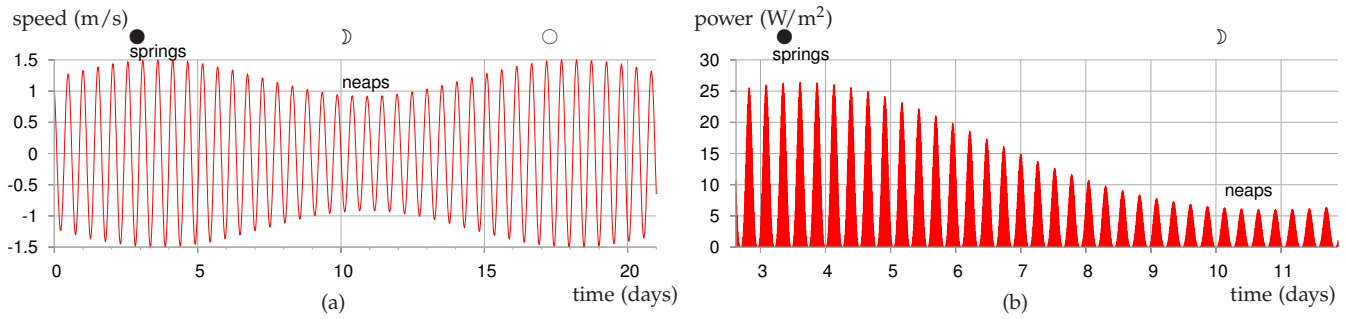 speed (m/s)
springs
1.5
neaps
1
0.5
0
-0.5
-1
-1.5
0 5 10 15 20
time (days)
(a)
power (W/m²)
springs
30
25
20
15
10
neaps
5
0
3 4 5 6 7 8 9 10 11
time (days)
(b)